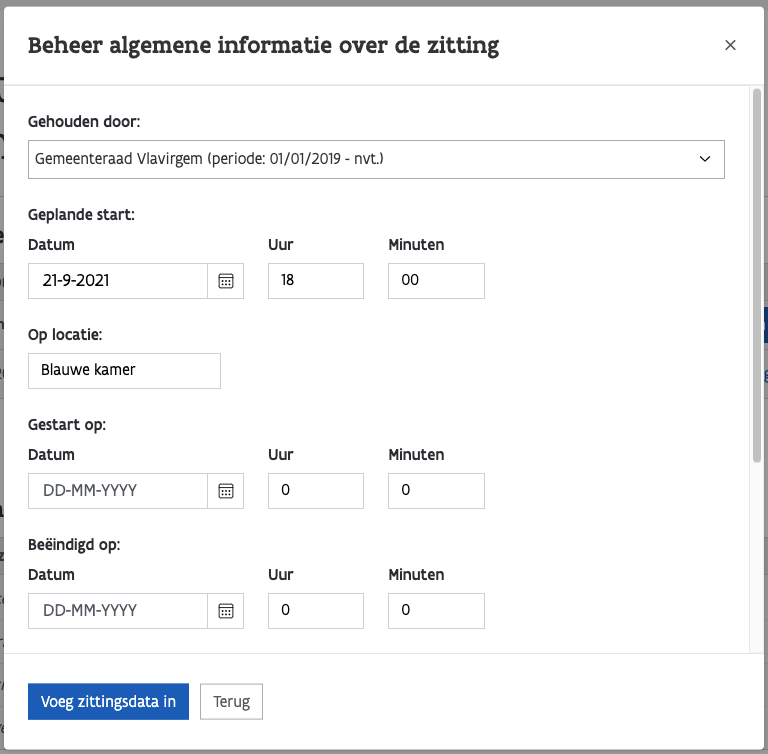 Beheer algemene informatie over de zitting
Gehouden door:
Gemeenteraad Vlavirgem (periode: 01/01/2019 - nvt.)
Geplande start:
Datum Uur Minuten
21-9-2021 18 00
Op locatie:
Blauwe kamer
Gestart op:
Datum Uur Minuten
DD-MM-YYYY 0 0
Beëindigd op:
Datum Uur Minuten
DD-MM-YYYY 0 0
Voeg zittingsdata in Terug